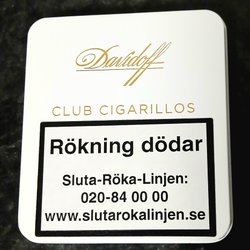 Davidoff
CLUB CIGARILLOS
Rökning dödar
Sluta-Röka-Linjen:
020-84 00 00
www.slutarokalinjen.se